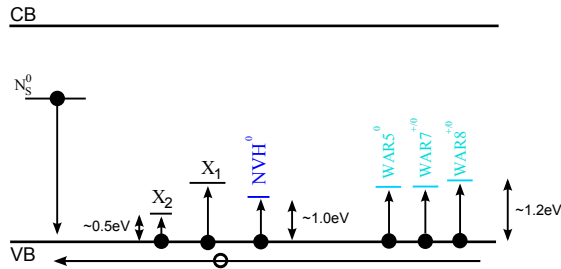 CB
N_S^0
X_2
X_1
NVH^0
WAR5^0
WAR7^+/0
WAR8^+/0
~0.5eV
~1.0eV
~1.2eV
VB